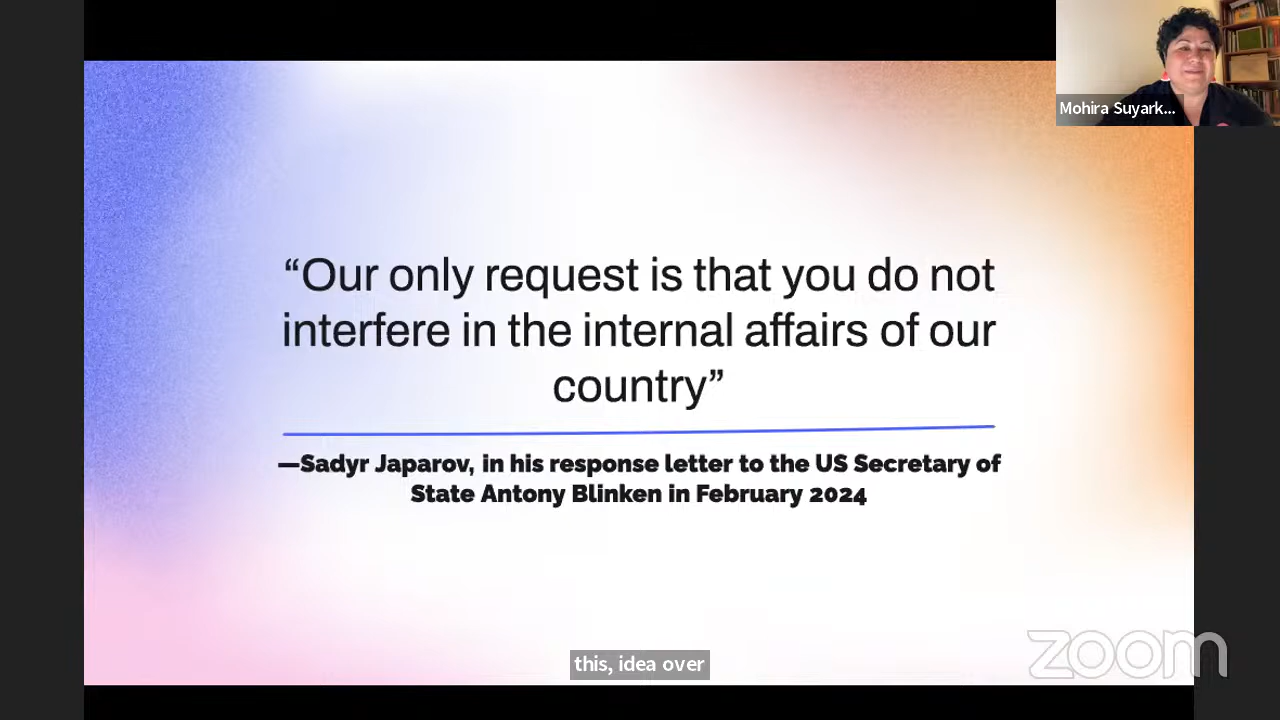 Mohira Suyark...
“Our only request is that you do not
interfere in the internal affairs of our
country”
—Sadyr Japarov, in his response letter to the US Secretary of
State Antony Blinken in February 2024
this, idea over
zoom